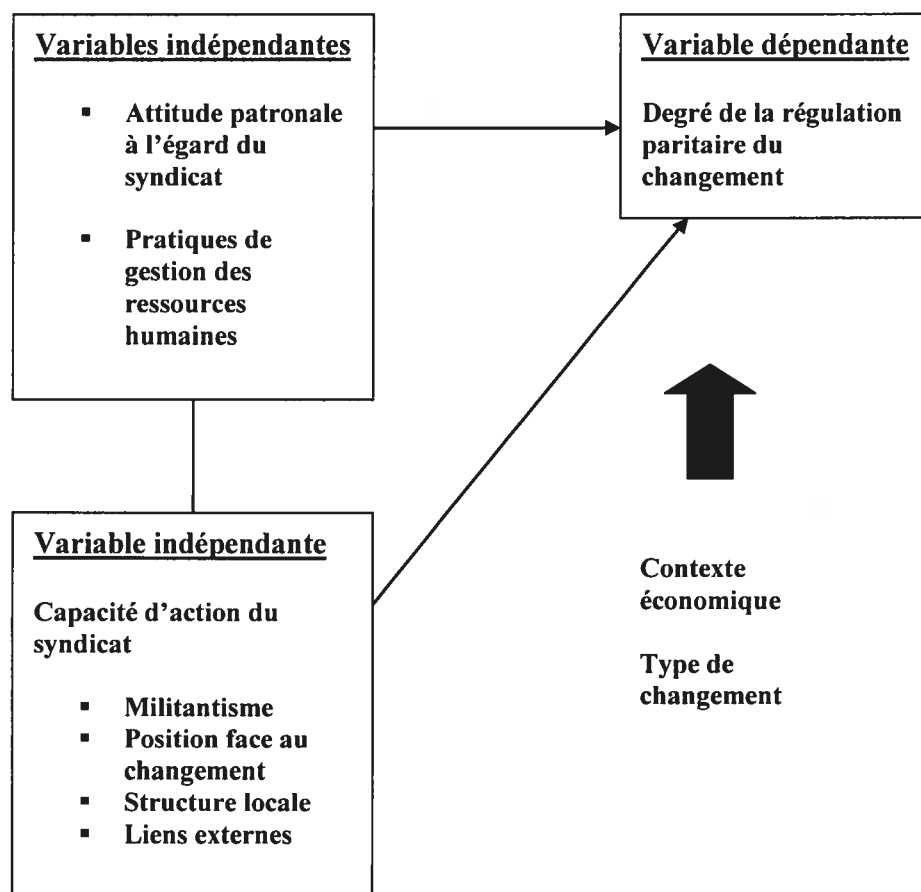 Variables indépendantes
▪ Attitude patronale
à l'égard du
syndicat
▪ Pratiques de
gestion des
ressources
humaines
Variable dépendante
Degré de la régulation
paritaire du
changement
Variable indépendante
Capacité d'action du
syndicat
▪ Militantisme
▪ Position face au
changement
▪ Structure locale
▪ Liens externes
Contexte
économique
Type de
changement